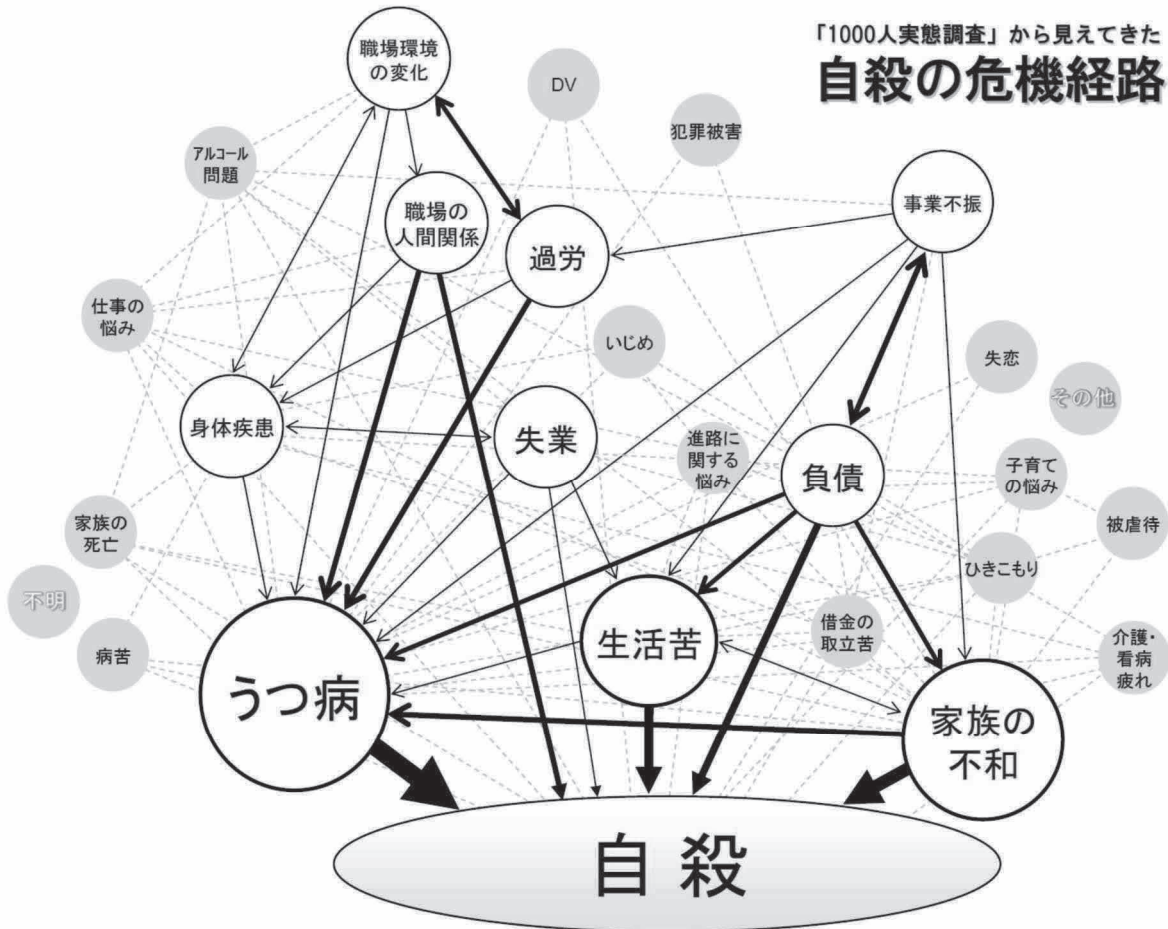 「1000人実態調査」から見えてきた
自殺の危機経路
職場環境
の変化
DV
犯罪被害
アルコール
問題
職場の
人間関係
過労
事業不振
仕事の
悩み
いじめ
失恋
その他
身体疾患
失業
進路に
関する
悩み
負債
子育て
の悩み
被虐待
家族の
死亡
ひきこもり
不明
病苦
うつ病
生活苦
借金の
取立苦
介護・
看病
疲れ
家族の
不和
自殺